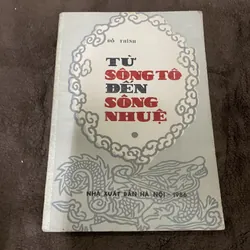 ĐỖ THỈNH
TỪ
SÔNG TÔ
ĐẾN
SÔNG
NHUỆ
NHÀ XUẤT BẢN HÀ NỘI - 1986